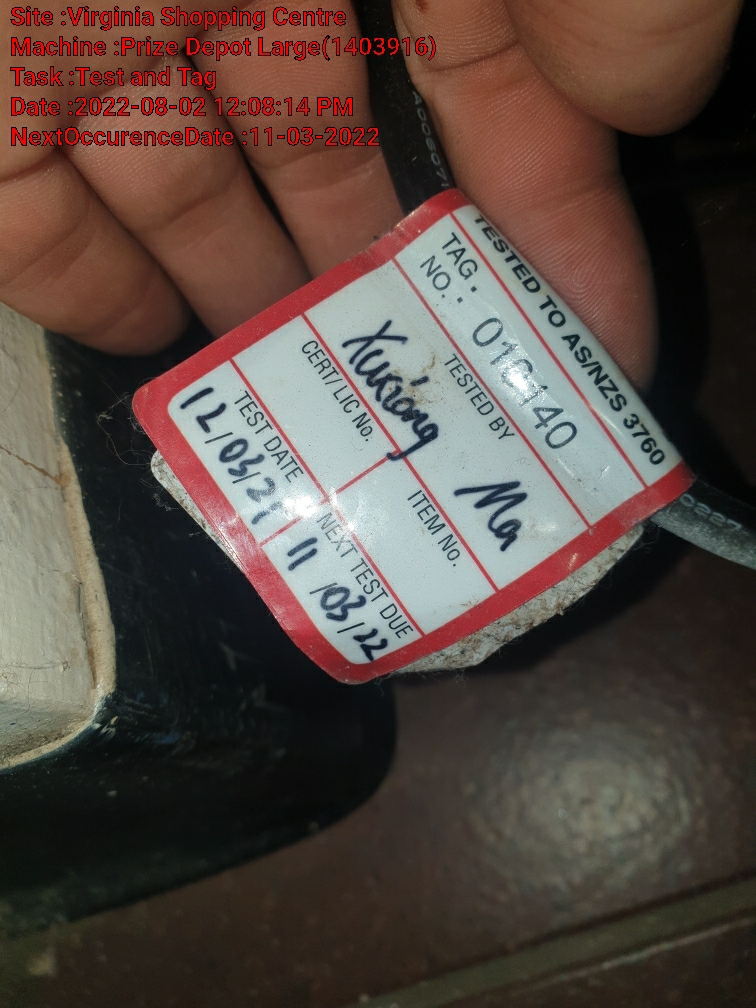 Site :Virginia Shopping Centre
Machine :Prize Depot Large(1403916)
Task :Test and Tag
Date :2022-08-02 12:08:14 PM
NextOccurenceDate :11-03-2022
TESTED TO AS/NZS 3760
TAG.
NO. :
TESTED BY
Xuxiong Ma
CERT/LIC No.
ITEM No.
TEST DATE
12/03/21
NEXT TEST DUE
11/03/22